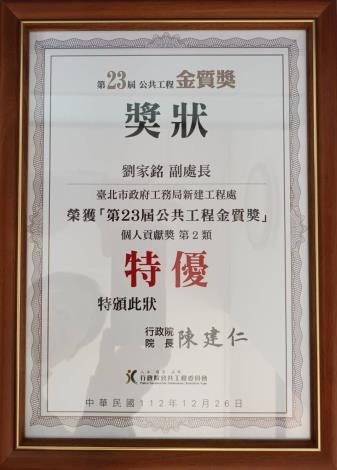 第23屆 公共工程 金質獎
獎狀
劉家銘 副處長
臺北市政府工務局新建工程處
榮獲「第23屆公共工程金質獎」
個人貢獻獎 第2類
特優
特頒此狀
行政院
院長 陳建仁
行政院公共工程委員會
中華民國112年12月26日